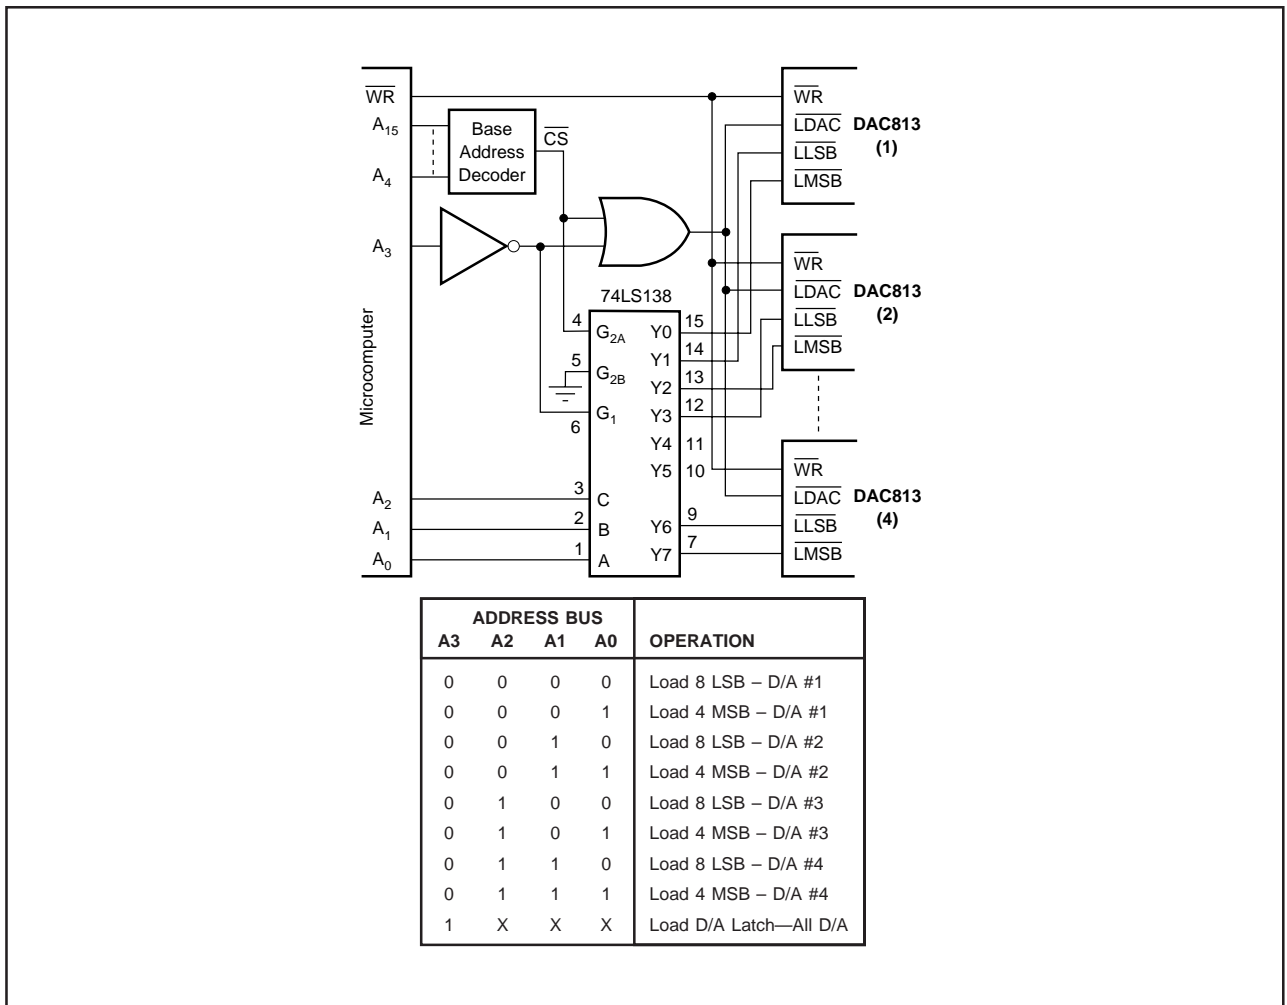 WR
A15
A4
A3
Microcomputer
A2
A1
A0
Base
Address
Decoder
CS
74LS138
4
G2A
5
G2B
6
G1
3
C
2
B
1
A
Y0 15
Y1 14
Y2 13
Y3 12
Y4 11
Y5 10
Y6 9
Y7 7
WR
LDAC
LLSB
LMSB
DAC813
(1)
WR
LDAC
LLSB
LMSB
DAC813
(2)
WR
LDAC
LLSB
LMSB
DAC813
(4)
ADDRESS BUS
A3 A2 A1 A0 OPERATION
0 0 0 0 Load 8 LSB – D/A #1
0 0 0 1 Load 4 MSB – D/A #1
0 0 1 0 Load 8 LSB – D/A #2
0 0 1 1 Load 4 MSB – D/A #2
0 1 0 0 Load 8 LSB – D/A #3
0 1 0 1 Load 4 MSB – D/A #3
0 1 1 0 Load 8 LSB – D/A #4
0 1 1 1 Load 4 MSB – D/A #4
1 X X X Load D/A Latch—All D/A